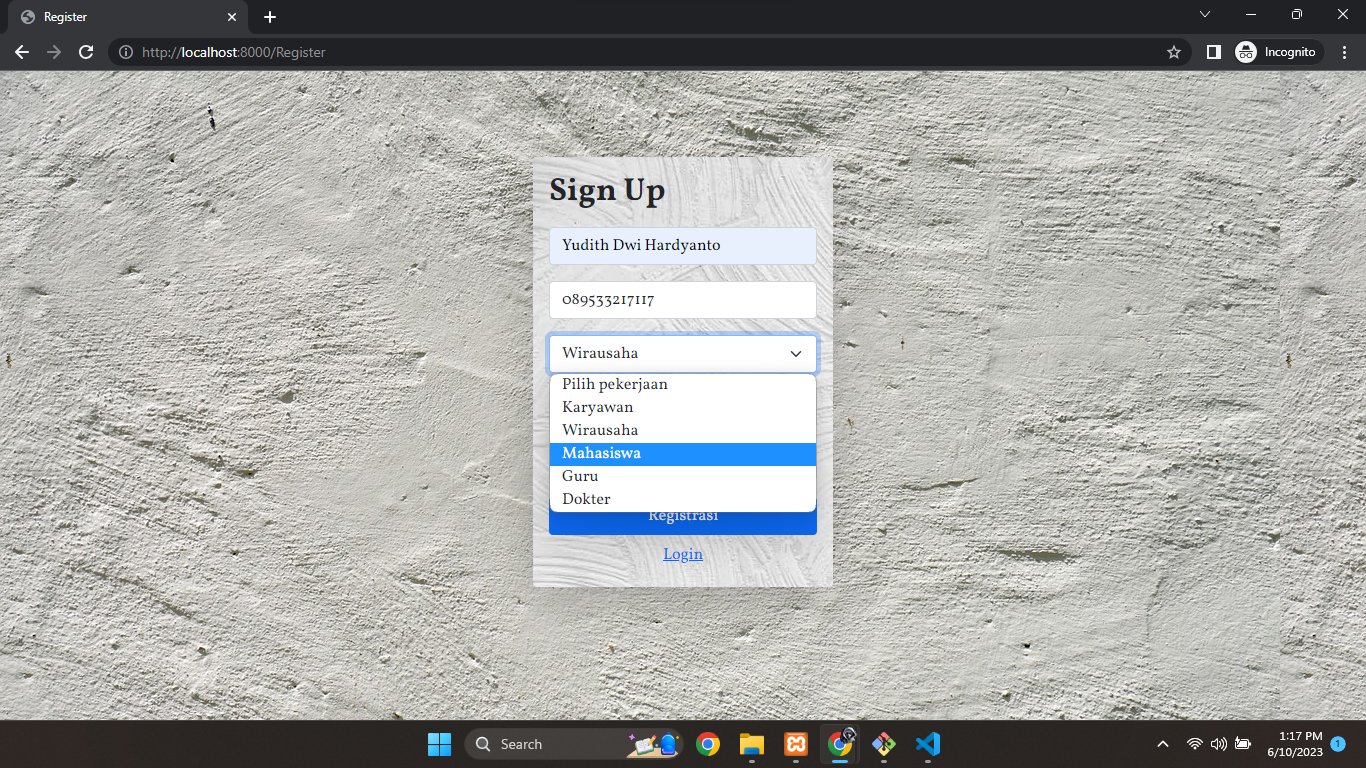 Register
http://localhost:8000/Register
Incognito
Sign Up
Yudith Dwi Hardyanto
089533217117
Wirausaha
Pilih pekerjaan
Karyawan
Wirausaha
Mahasiswa
Guru
Dokter
Registrasi
Login
Search
1:17 PM
6/10/2023
1